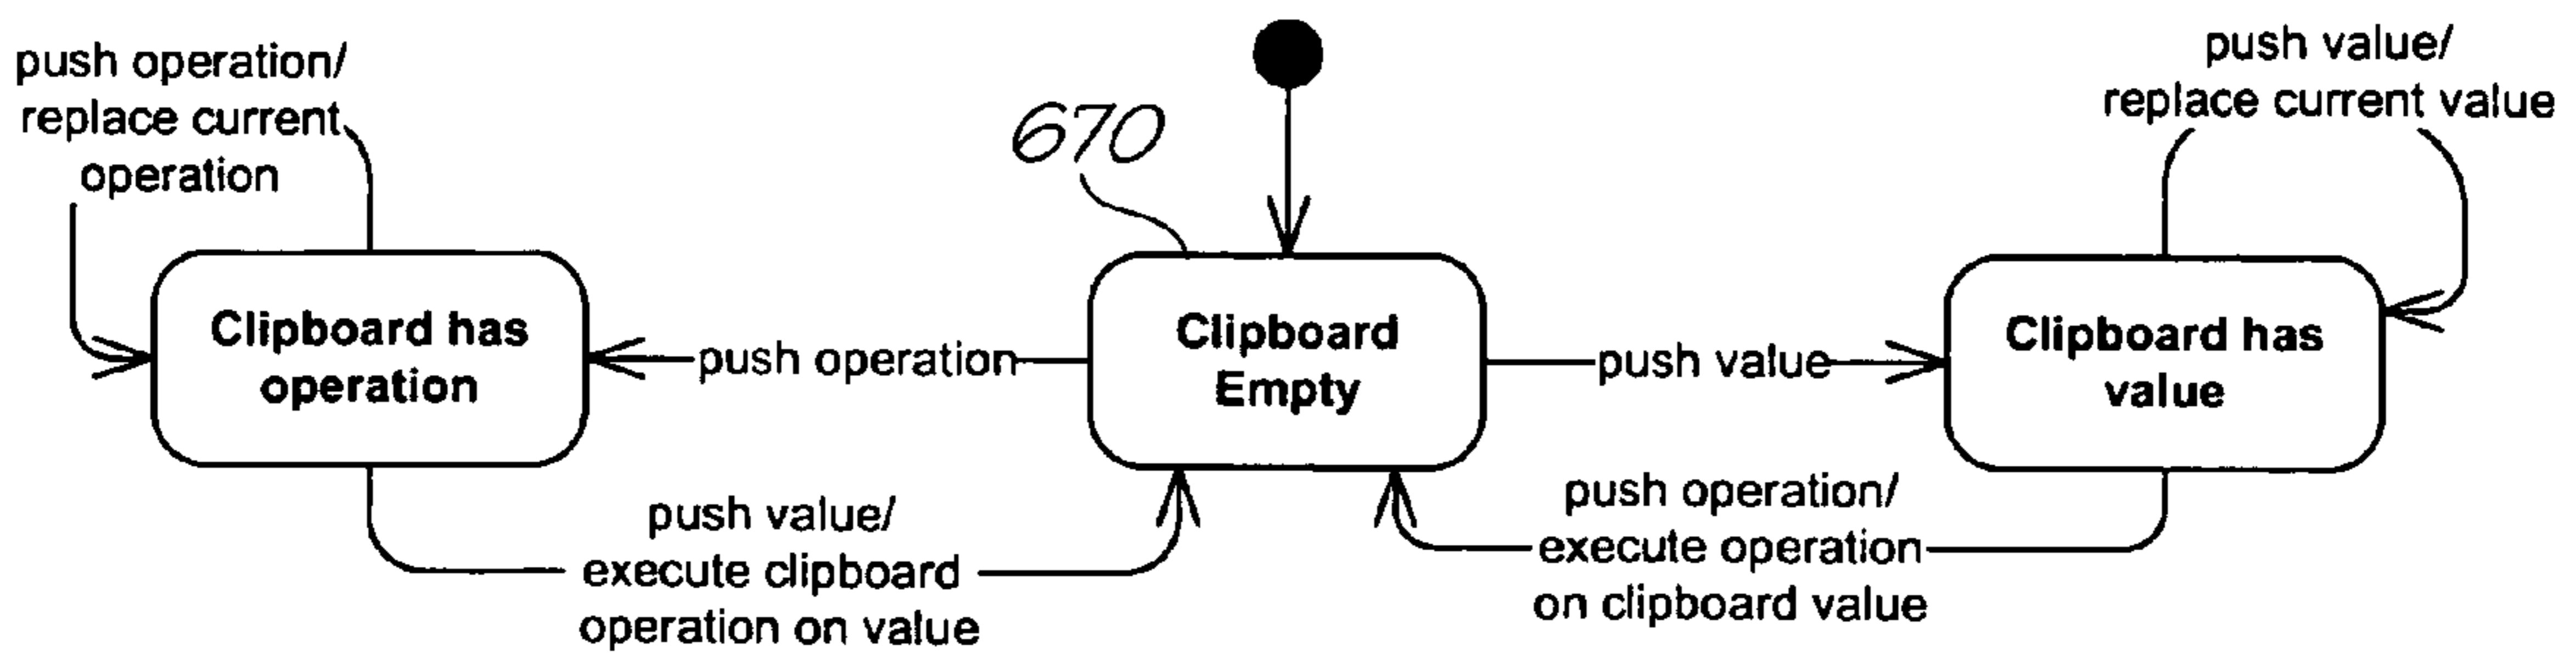 push operation/
replace current
operation
670
push value/
replace current value
Clipboard has
operation
push operation
Clipboard
Empty
push value
Clipboard has
value
push value/
execute clipboard
operation on value
push operation/
execute operation
on clipboard value